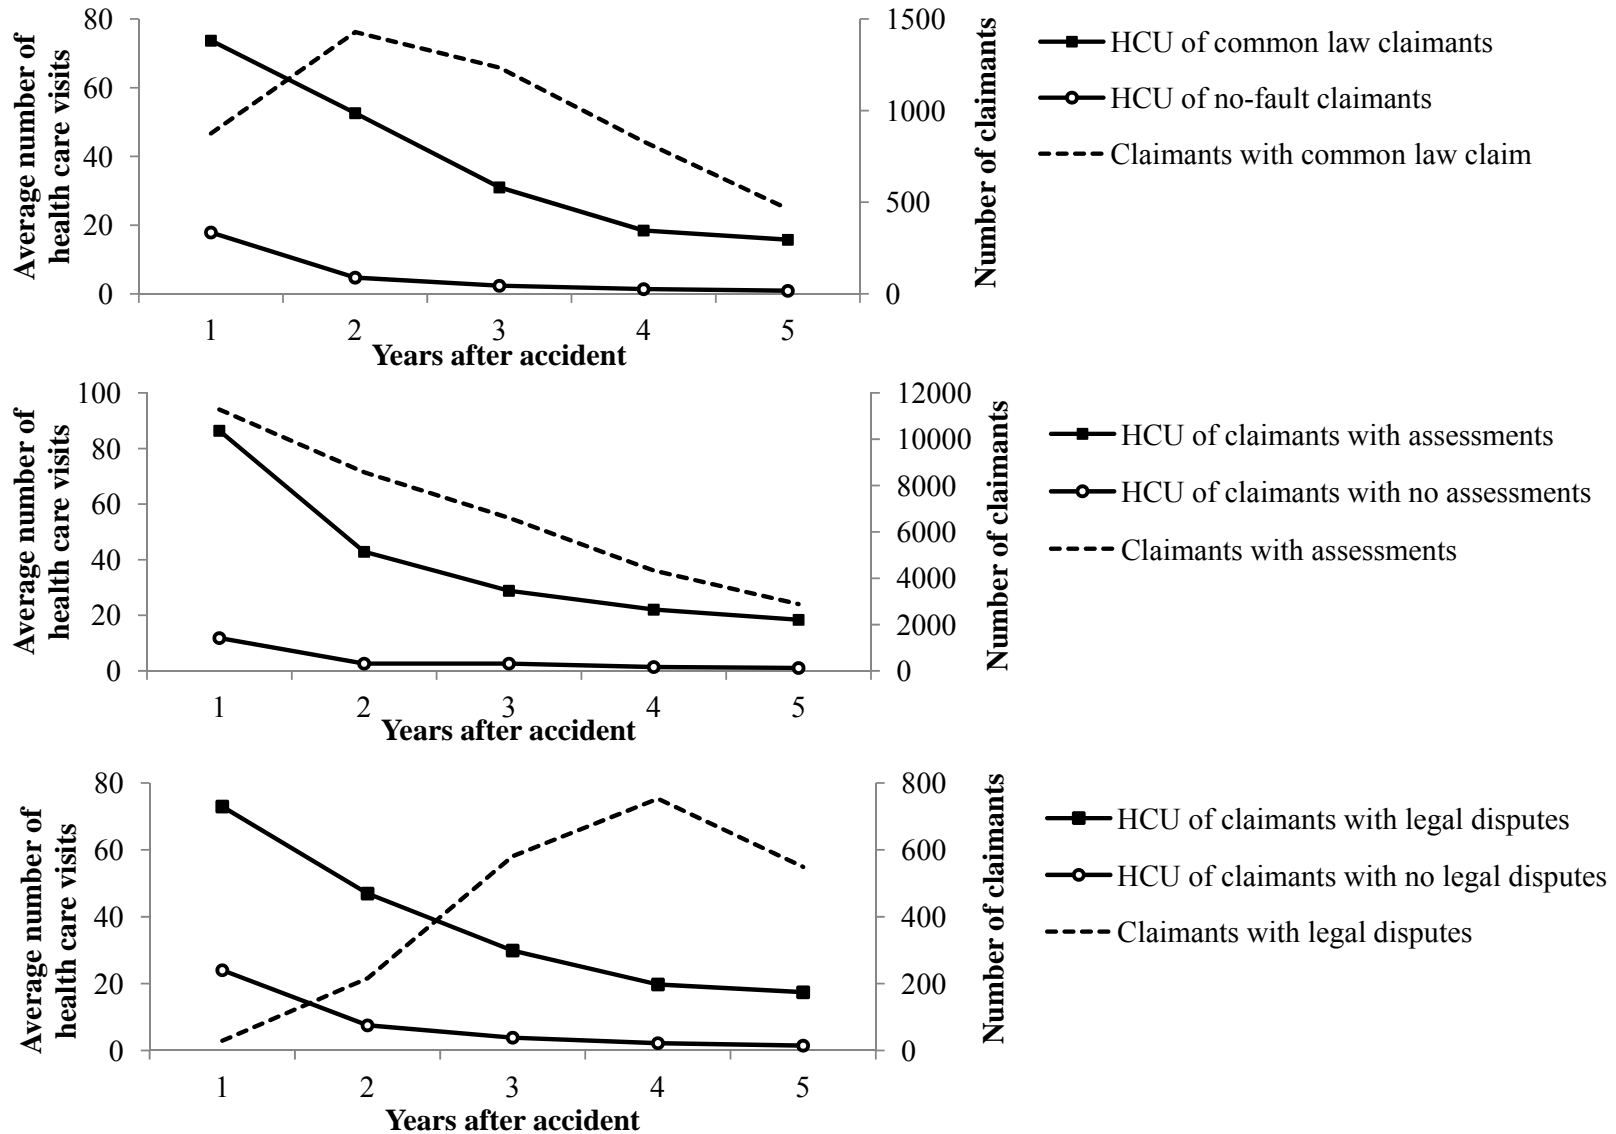 Average number of
health care visits
80
60
40
20
0
1
2
3
4
5
Years after accident
1500
1000
500
0
Number of claimants
HCU of common law claimants
HCU of no-fault claimants
Claimants with common law claim
Average number of
health care visits
100
80
60
40
20
0
1
2
3
4
5
Years after accident
12000
10000
8000
6000
4000
2000
0
Number of claimants
HCU of claimants with assessments
HCU of claimants with no assessments
Claimants with assessments
Average number of
health care visits
80
60
40
20
0
1
2
3
4
5
Years after accident
800
600
400
200
0
Number of claimants
HCU of claimants with legal disputes
HCU of claimants with no legal disputes
Claimants with legal disputes